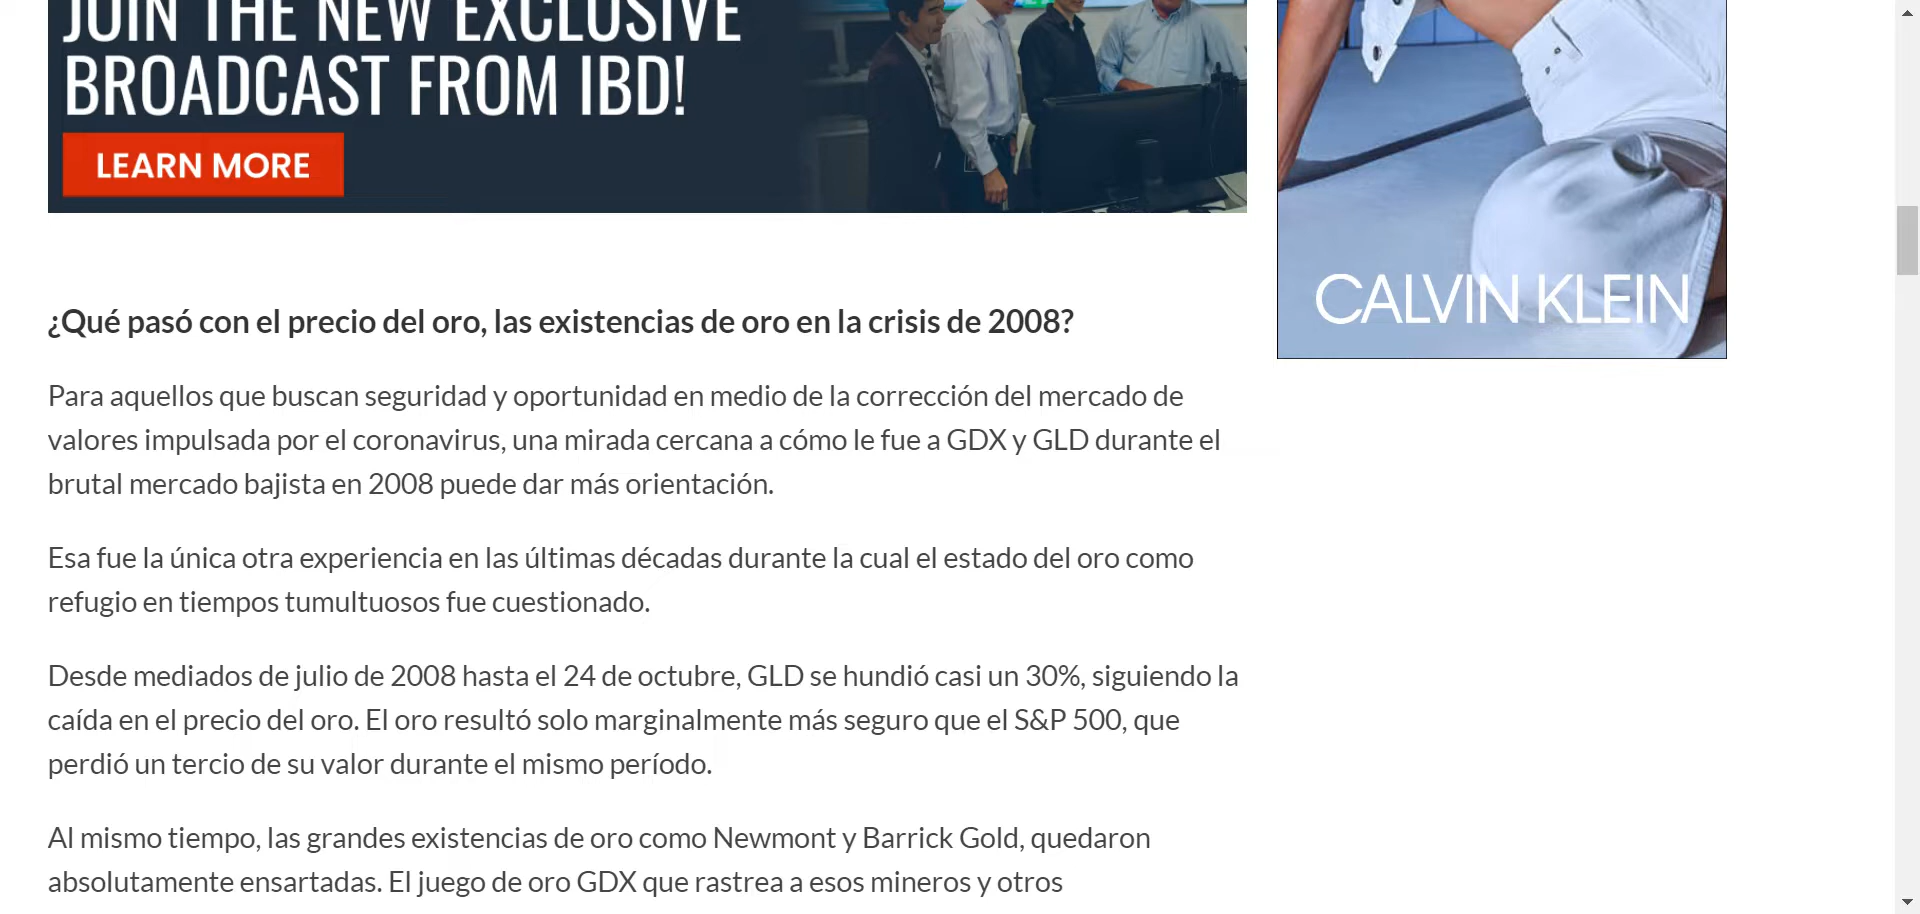 JOIN THE NEW EXCLUSIVE
BROADCAST FROM IBD!
LEARN MORE
CALVIN KLEIN
¿Qué pasó con el precio del oro, las existencias de oro en la crisis de 2008?
Para aquellos que buscan seguridad y oportunidad en medio de la corrección del mercado de
valores impulsada por el coronavirus, una mirada cercana a cómo le fue a GDX y GLD durante el
brutal mercado bajista en 2008 puede dar más orientación.
Esa fue la única otra experiencia en las últimas décadas durante la cual el estado del oro como
refugio en tiempos tumultuosos fue cuestionado.
Desde mediados de julio de 2008 hasta el 24 de octubre, GLD se hundió casi un 30%, siguiendo la
caída en el precio del oro. El oro resultó solo marginalmente más seguro que el S&P 500, que
perdió un tercio de su valor durante el mismo período.
Al mismo tiempo, las grandes existencias de oro como Newmont y Barrick Gold, quedaron
absolutamente ensartadas. El juego de oro GDX que rastrea a esos mineros y otros